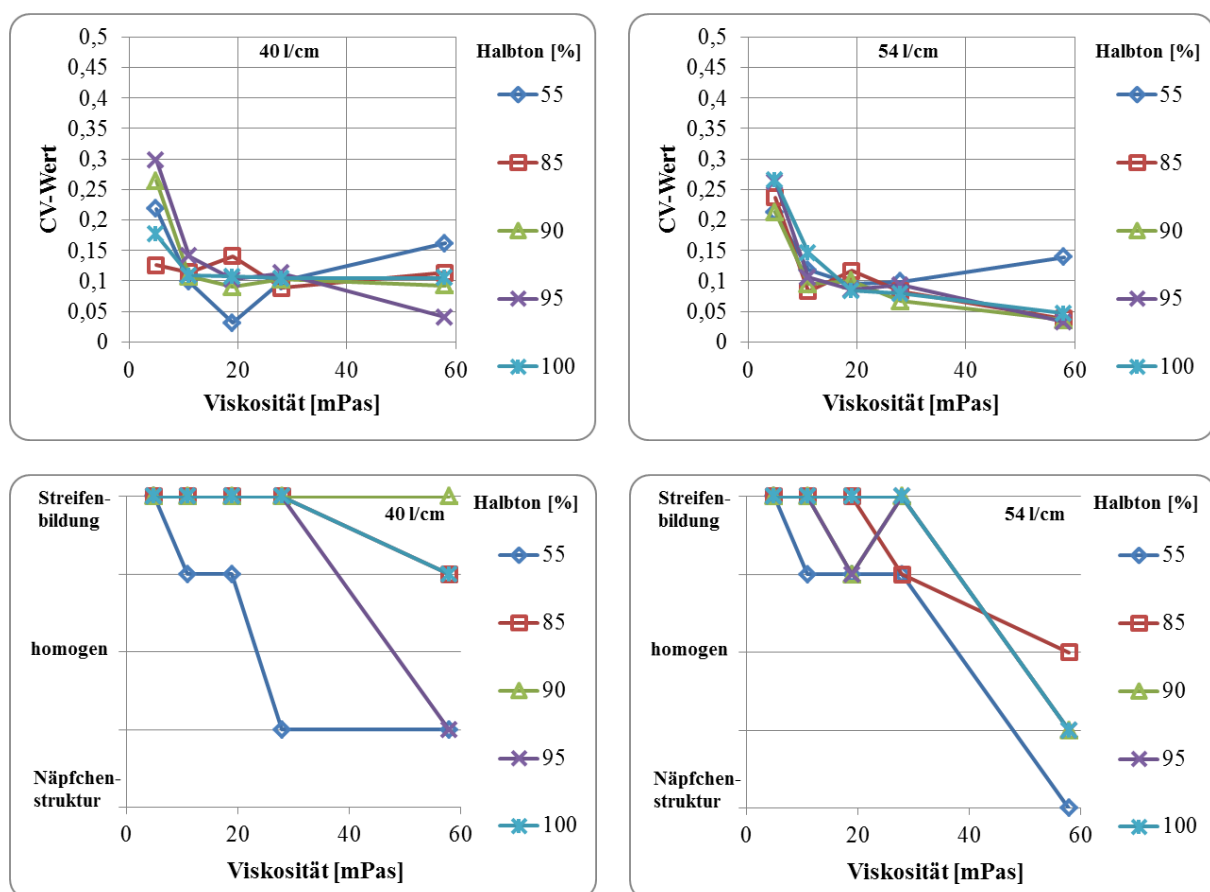 40 l/cm
Halbton [%]
0,5
0,45
0,4
0,35
0,3
0,25
0,2
0,15
0,1
0,05
0
CV-Wert
0 20 40 60
Viskosität [mPas]
55
85
90
95
100
54 l/cm
Halbton [%]
0,5
0,45
0,4
0,35
0,3
0,25
0,2
0,15
0,1
0,05
0
CV-Wert
0 20 40 60
Viskosität [mPas]
55
85
90
95
100
Streifen-
bildung
homogen
Näpfchen-
struktur
40 l/cm
0 20 40 60
Viskosität [mPas]
Halbton [%]
55
85
90
95
100
Streifen-
bildung
homogen
Näpfchen-
struktur
54 l/cm
0 20 40 60
Viskosität [mPas]
Halbton [%]
55
85
90
95
100